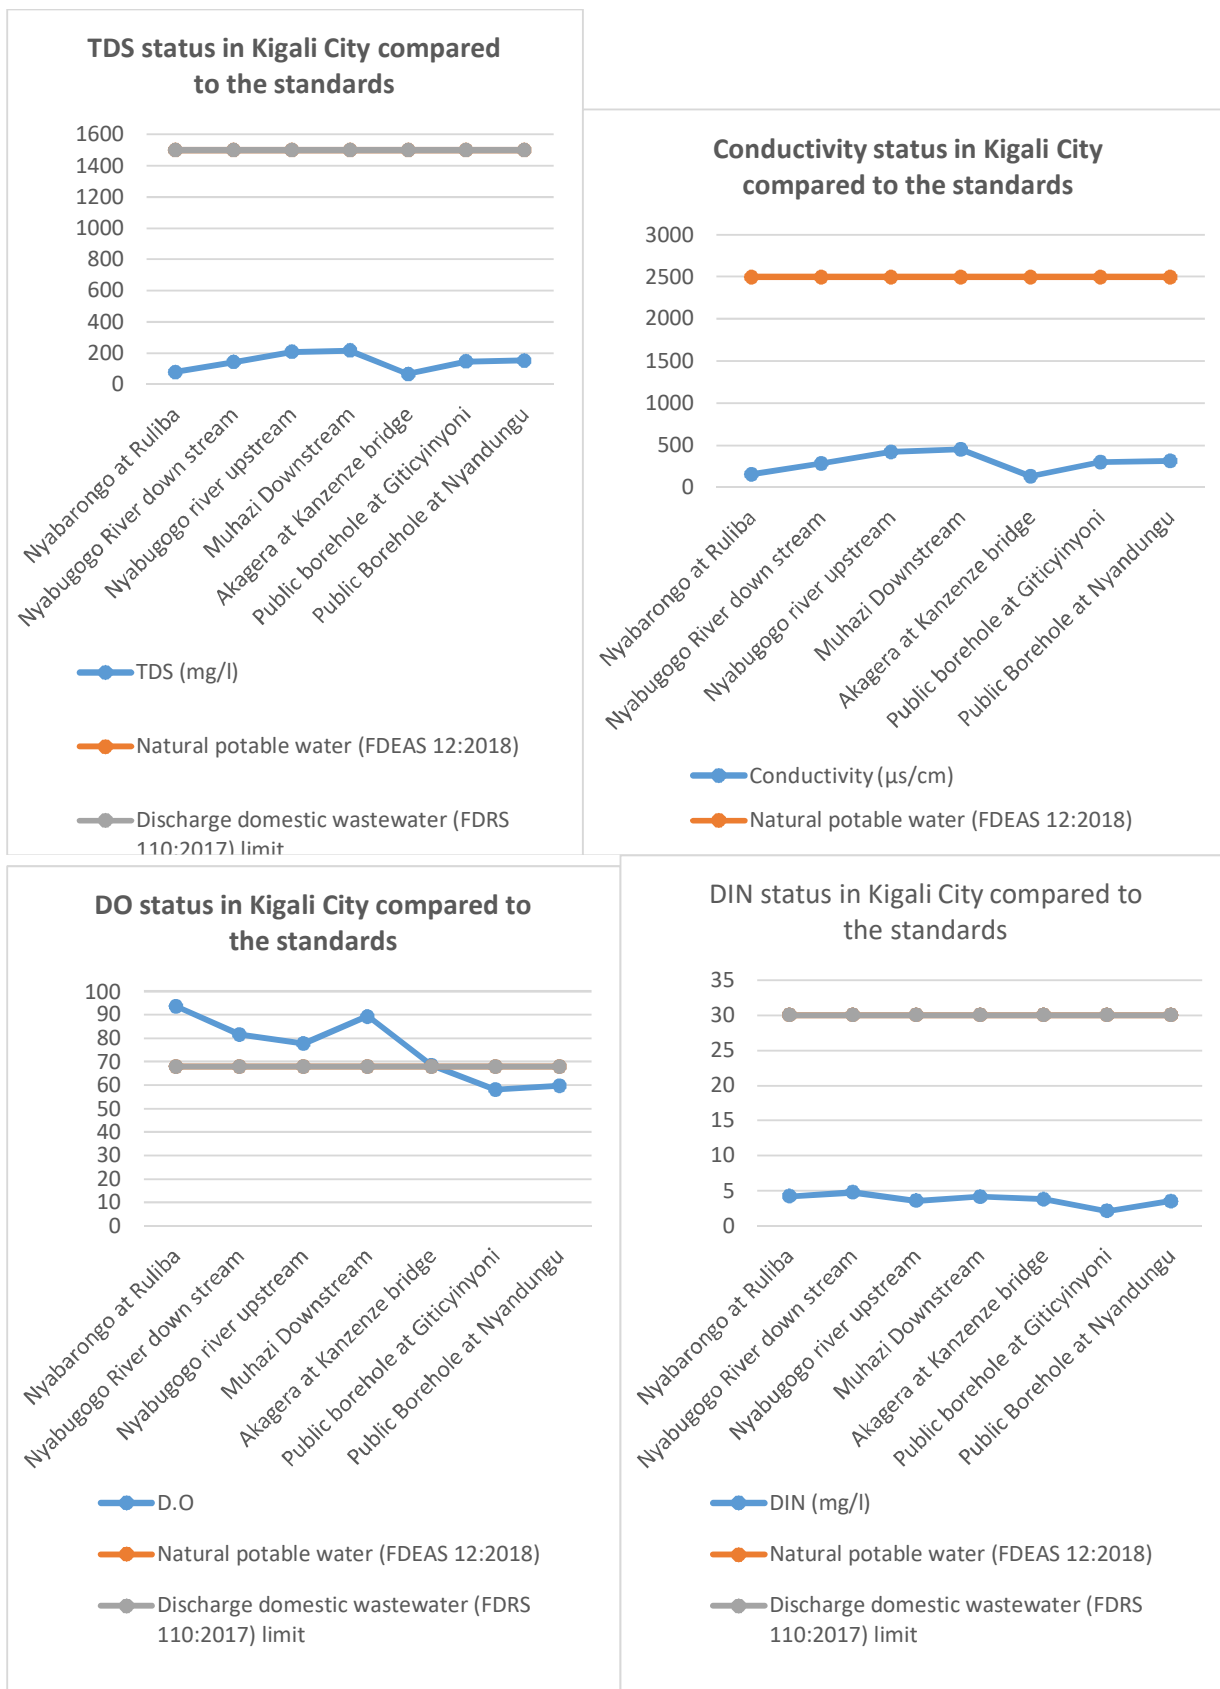 TDS status in Kigali City compared
to the standards
1600
1400
1200
1000
800
600
400
200
0
Nyabarongo at Ruliba
Nyabugogo River down stream
Nyabugogo river upstream
Muhazi Downstream
Akagera at Kanzenze bridge
Public borehole at Giticyinyoni
Public Borehole at Nyandungu
TDS (mg/l)
Natural potable water (FDEAS 12:2018)
Discharge domestic wastewater (FDRS
110:2017) limit
Conductivity status in Kigali City
compared to the standards
3000
2500
2000
1500
1000
500
0
Nyabarongo at Ruliba
Nyabugogo River down stream
Nyabugogo river upstream
Muhazi Downstream
Akagera at Kanzenze bridge
Public borehole at Giticyinyoni
Public Borehole at Nyandungu
Conductivity (µs/cm)
Natural potable water (FDEAS 12:2018)
DO status in Kigali City compared to
the standards
100
90
80
70
60
50
40
30
20
10
0
Nyabarongo at Ruliba
Nyabugogo River down stream
Nyabugogo river upstream
Muhazi Downstream
Akagera at Kanzenze bridge
Public borehole at Giticyinyoni
Public Borehole at Nyandungu
D.O
Natural potable water (FDEAS 12:2018)
Discharge domestic wastewater (FDRS
110:2017) limit
DIN status in Kigali City compared to
the standards
35
30
25
20
15
10
5
0
Nyabarongo at Ruliba
Nyabugogo River down stream
Nyabugogo river upstream
Muhazi Downstream
Akagera at Kanzenze bridge
Public borehole at Giticyinyoni
Public Borehole at Nyandungu
DIN (mg/l)
Natural potable water (FDEAS 12:2018)
Discharge domestic wastewater (FDRS
110:2017) limit